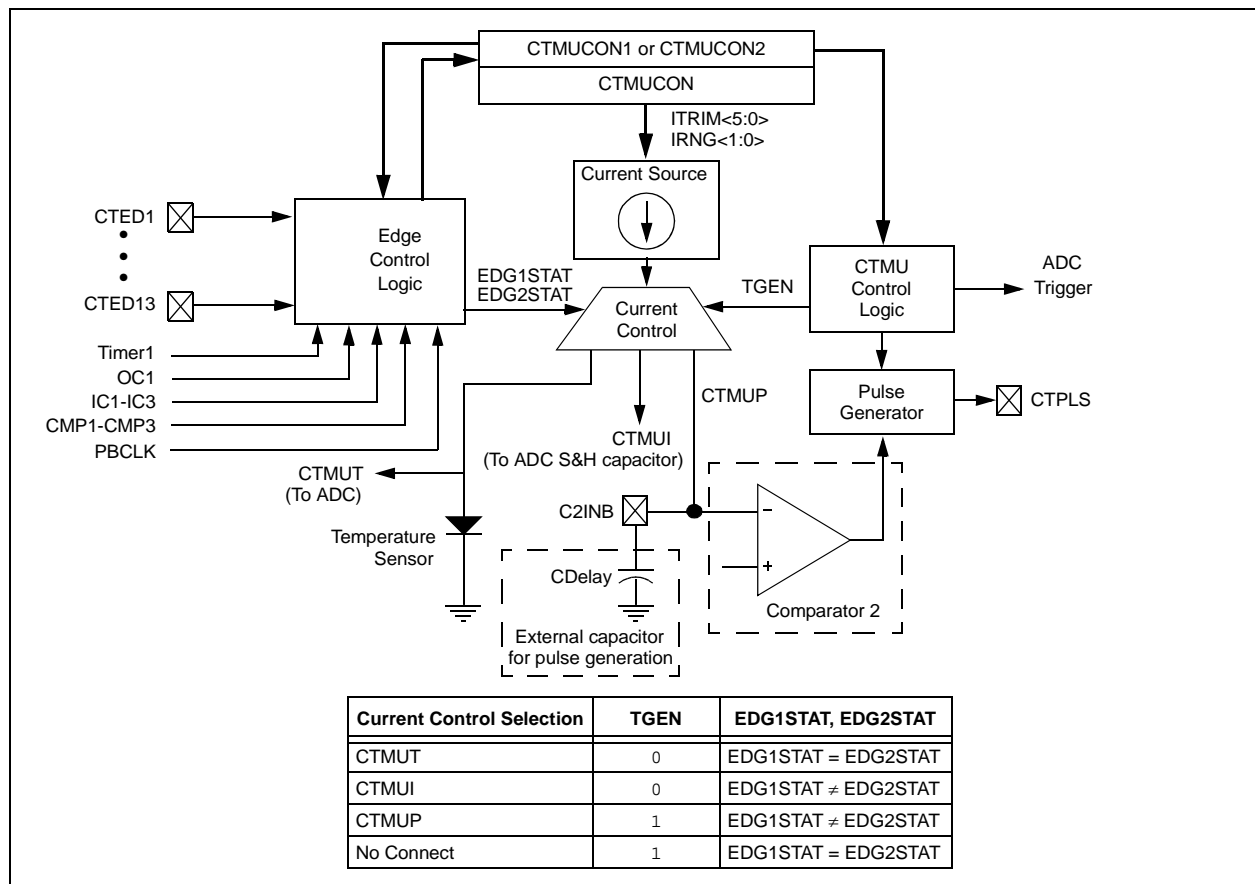 CTMUCON1 or CTMUCON2
CTMUCON
ITRIM<5:0>
IRNG<1:0>
Current Source
CTED1
CTED13
Edge
Control
Logic
EDG1STAT
EDG2STAT
Current
Control
TGEN
CTMU
Control
Logic
ADC
Trigger
Timer1
OC1
IC1-IC3
CMP1-CMP3
PBCLK
CTMUP
Pulse
Generator
CTPLS
CTMUT
(To ADC)
CTMUI
(To ADC S&H capacitor)
C2INB
Temperature
Sensor
CDelay
External capacitor
for pulse generation
−
+
Comparator 2
Current Control Selection TGEN EDG1STAT, EDG2STAT
CTMUT 0 EDG1STAT = EDG2STAT
CTMUI 0 EDG1STAT ≠ EDG2STAT
CTMUP 1 EDG1STAT ≠ EDG2STAT
No Connect 1 EDG1STAT = EDG2STAT